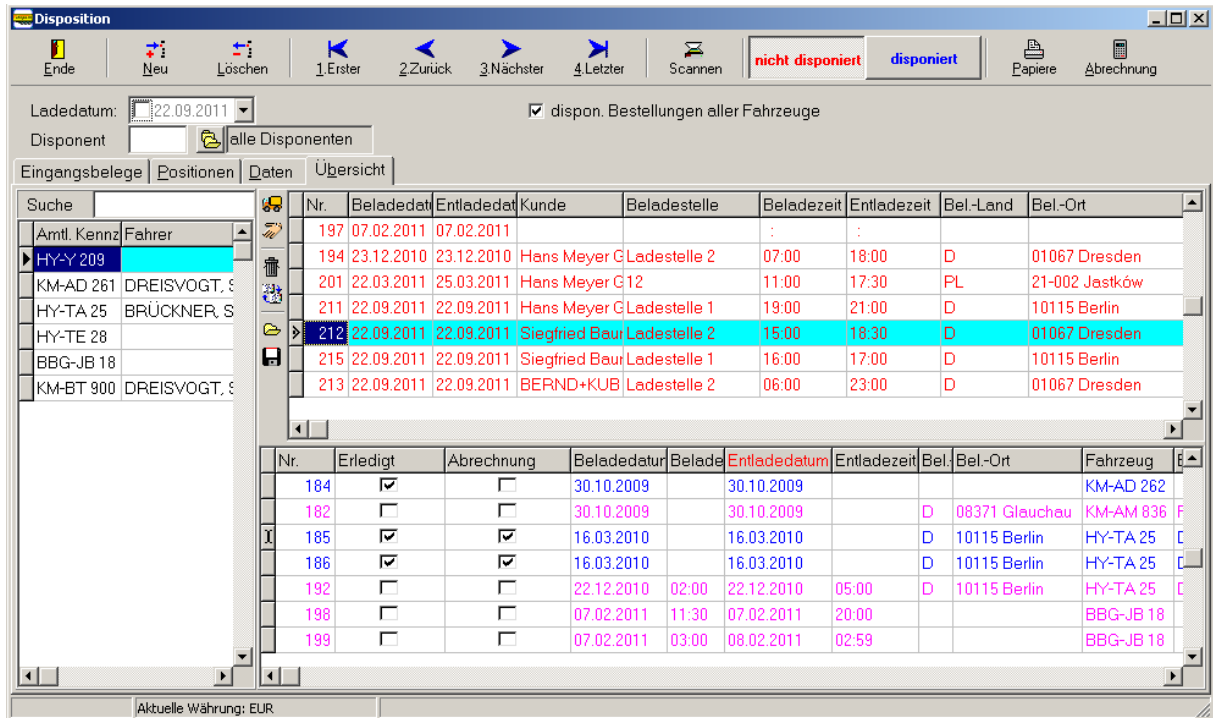 Disposition
Ende Neu Löschen 1.Erster 2.Zurück 3.Nächster 4.Letzter Scannen nicht disponiert disponiert Papiere Abrechnung
Ladedatum: 22.09.2011 dispon. Bestellungen aller Fahrzeuge
Disponent alle Disponenten
Eingangsbelege Positionen Daten Übersicht
Suche
Amtl. Kennz Fahrer
HY-Y 209
KM-AD 261 DREISVOGT, S
HY-TA 25 BRÜCKNER, S
HY-TE 28
BBG-JB 18
KM-BT 900 DREISVOGT, S
Nr. Beladedat Entladedat Kunde Beladestelle Beladezeit Entladezeit Bel.-Land Bel.-Ort
197 07.02.2011 07.02.2011 : :
194 23.12.2010 23.12.2010 Hans Meyer G Ladestelle 2 07:00 18:00 D 01067 Dresden
201 22.03.2011 25.03.2011 Hans Meyer G 12 11:00 17:30 PL 21-002 Jastków
211 22.09.2011 22.09.2011 Hans Meyer G Ladestelle 1 19:00 21:00 D 10115 Berlin
212 22.09.2011 22.09.2011 Siegfried Baur Ladestelle 2 15:00 18:30 D 01067 Dresden
215 22.09.2011 22.09.2011 Siegfried Baur Ladestelle 1 16:00 17:00 D 10115 Berlin
213 22.09.2011 22.09.2011 BERND+KUB Ladestelle 2 06:00 23:00 D 01067 Dresden
Nr. Erledigt Abrechnung Beladedatur Belade Entladedatum Entladezeit Bel.- Bel.-Ort Fahrzeug
184 30.10.2009 30.10.2009 KM-AD 262
182 30.10.2009 30.10.2009 D 08371 Glauchau KM-AM 836 F
185 16.03.2010 16.03.2010 D 10115 Berlin HY-TA 25 D
186 16.03.2010 16.03.2010 D 10115 Berlin HY-TA 25
192 22.12.2010 02:00 22.12.2010 05:00 D 10115 Berlin HY-TA 25 D
198 07.02.2011 11:30 07.02.2011 20:00 BBG-JB 18
199 07.02.2011 03:00 08.02.2011 02:59 BBG-JB 18
Aktuelle Währung: EUR